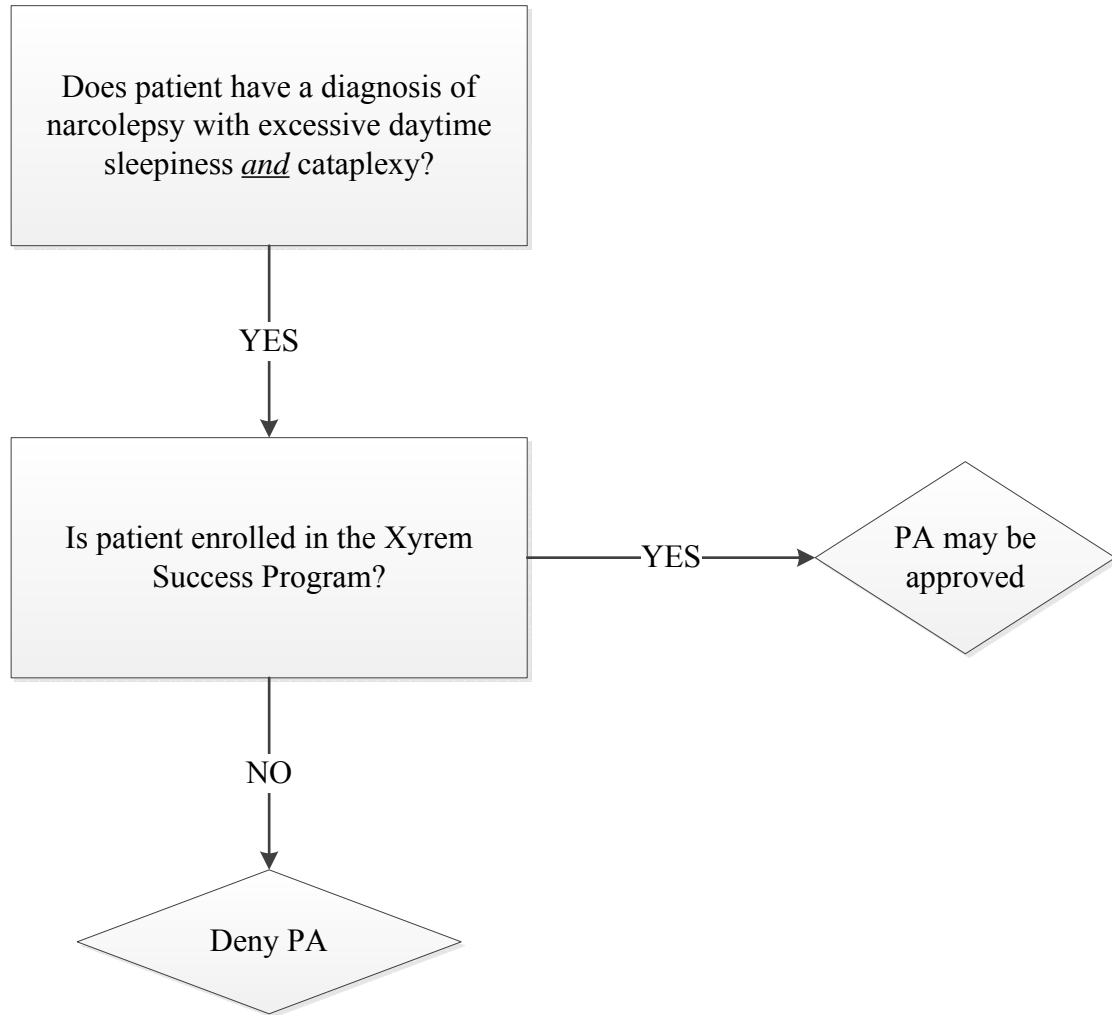 Does patient have a diagnosis of
narcolepsy with excessive daytime
sleepiness and cataplexy?
YES
Is patient enrolled in the Xyrem
Success Program?
YES
PA may be
approved
NO
Deny PA